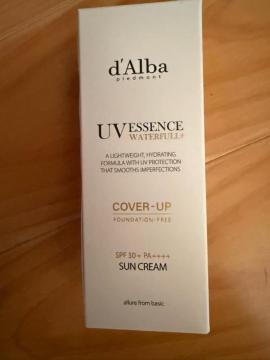 d'Alba
piedmont
UV ESSENCE
WATERFULL+
A LIGHTWEIGHT, HYDRATING
FORMULA WITH UV PROTECTION
THAT SMOOTHS IMPERFECTIONS
COVER-UP
FOUNDATION-FREE
SPF 30+ PA++++
SUN CREAM
allure from basic